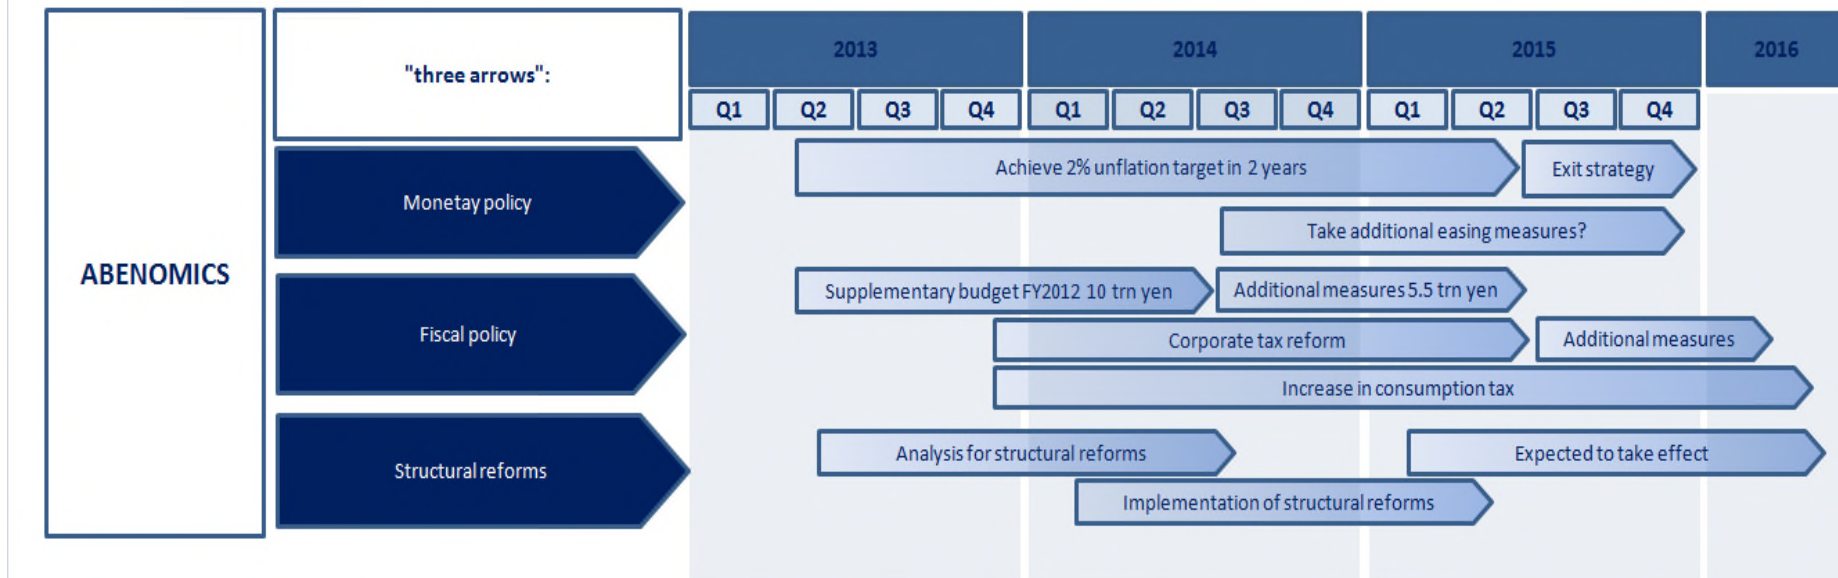 ABENOMICS
"three arrows":
2013
2014
2015
2016
Q1
Q2
Q3
Q4
Q1
Q2
Q3
Q4
Q1
Q2
Q3
Q4
Monetay policy
Achieve 2% unflation target in 2 years
Exit strategy
Take additional easing measures?
Fiscal policy
Supplementary budget FY2012 10 trn yen
Additional measures 5.5 trn yen
Corporate tax reform
Additional measures
Increase in consumption tax
Structural reforms
Analysis for structural reforms
Expected to take effect
Implementation of structural reforms